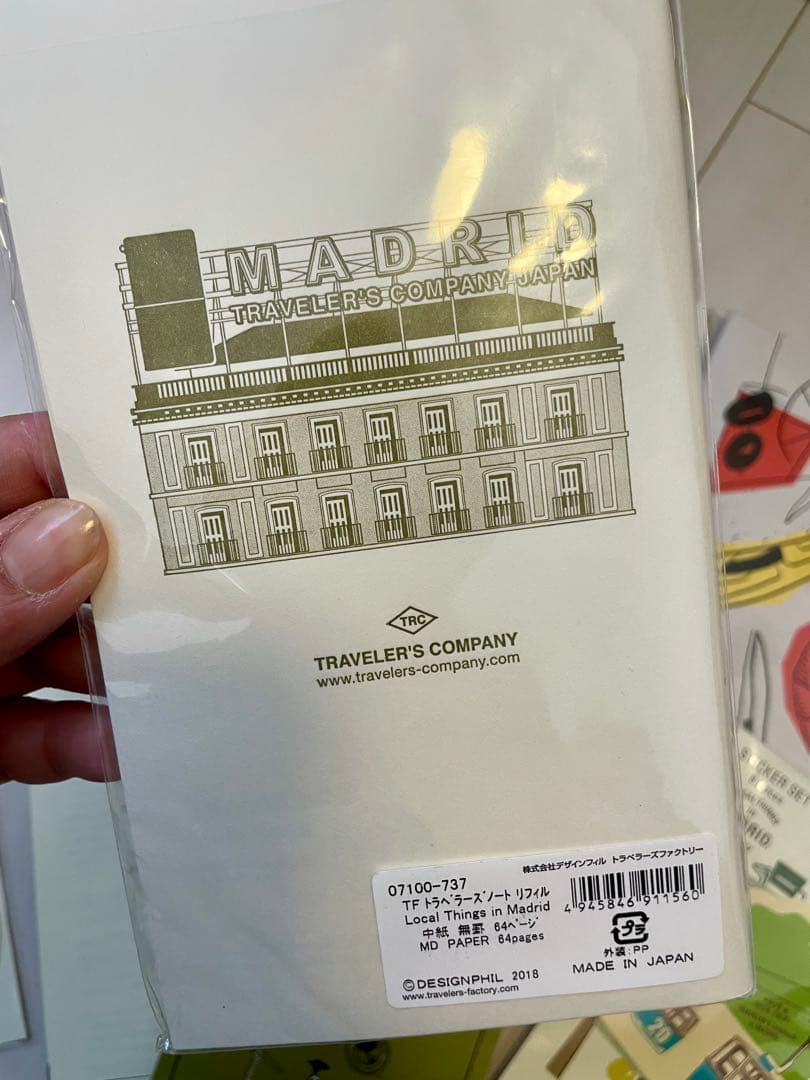 MADRID
TRAVELER'S COMPANY JAPAN
TRC
TRAVELER'S COMPANY
www.travelers-company.com
株式会社デザインフィル トラベラーズファクトリー
07100-737
TF トラベラーズノート リフィル
Local Things in Madrid
中紙 無罫 64ページ
MD PAPER 64pages
4 945846 911560
プラ
外装:PP
MADE IN JAPAN
©DESIGNPHIL 2018
www.travelers-factory.com